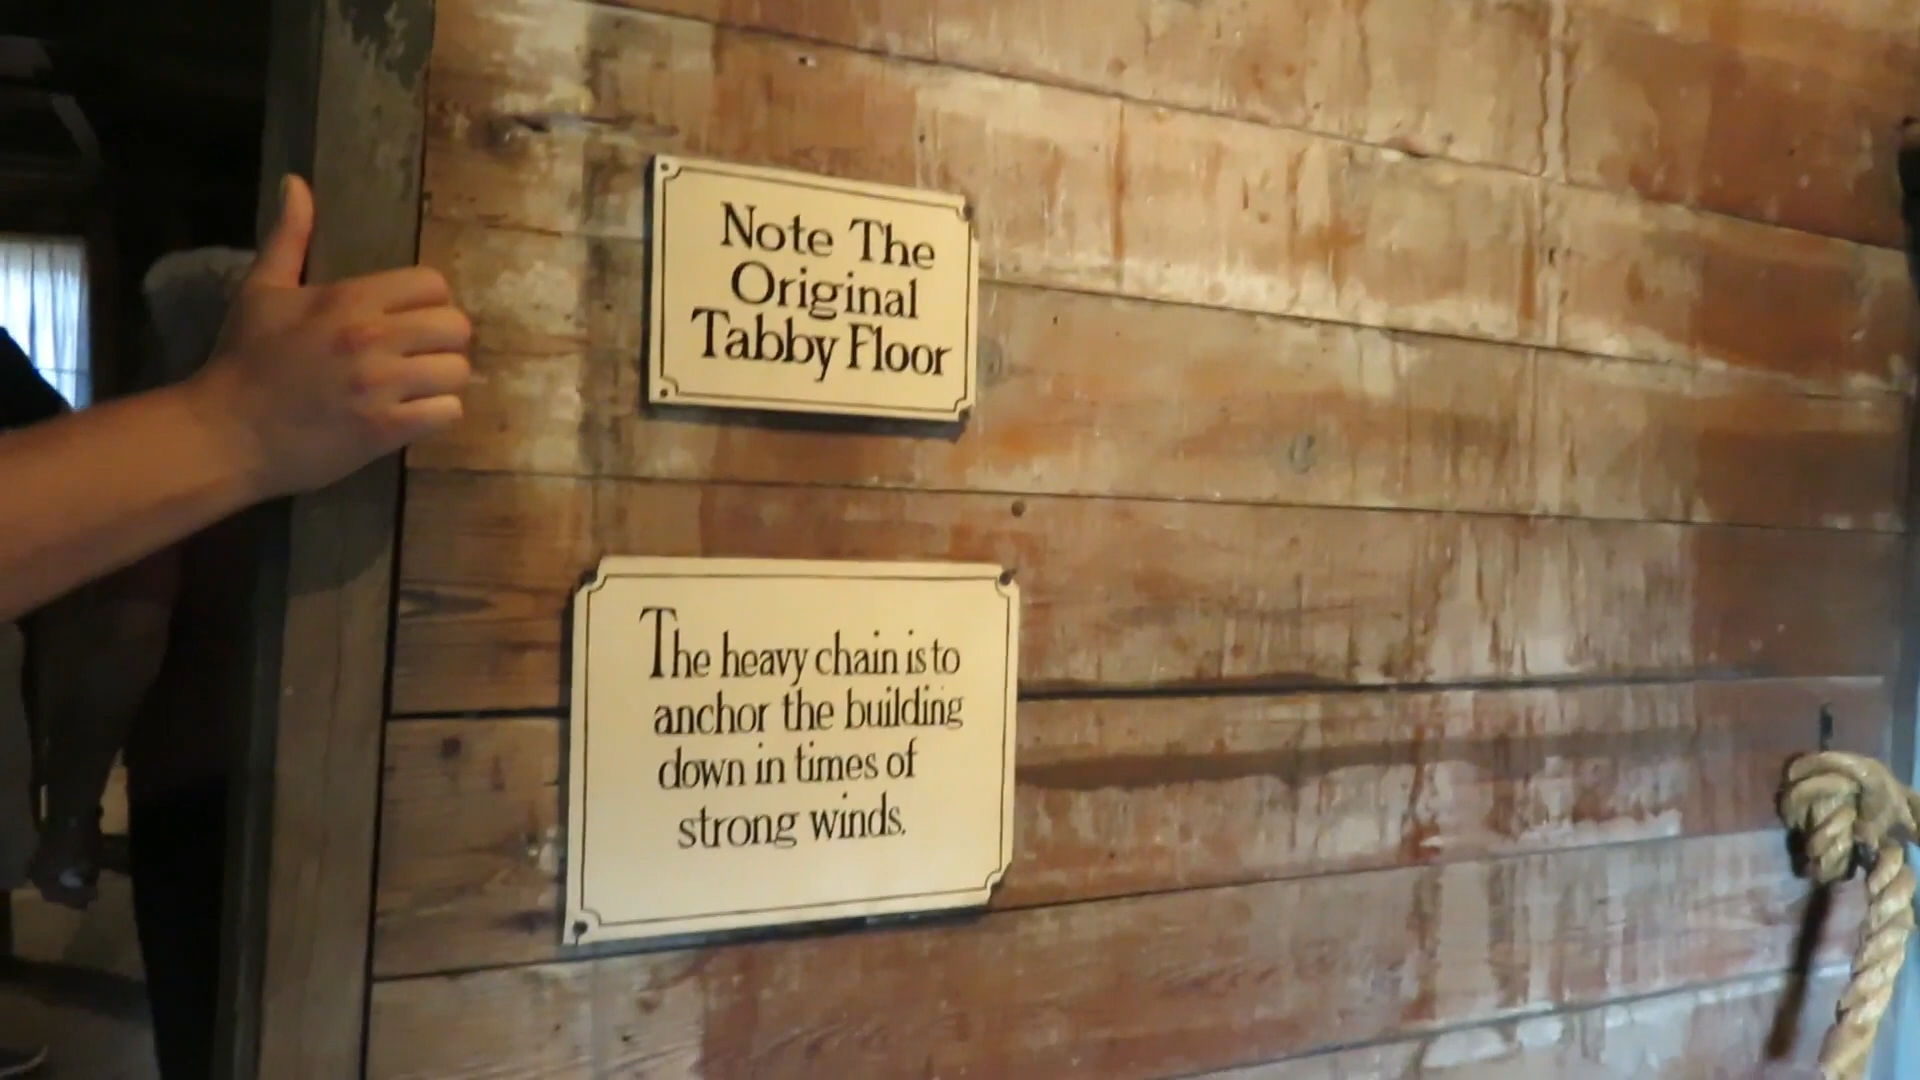 Note The
Original
Tabby Floor
The heavy chain is to
anchor the building
down in times of
strong winds.